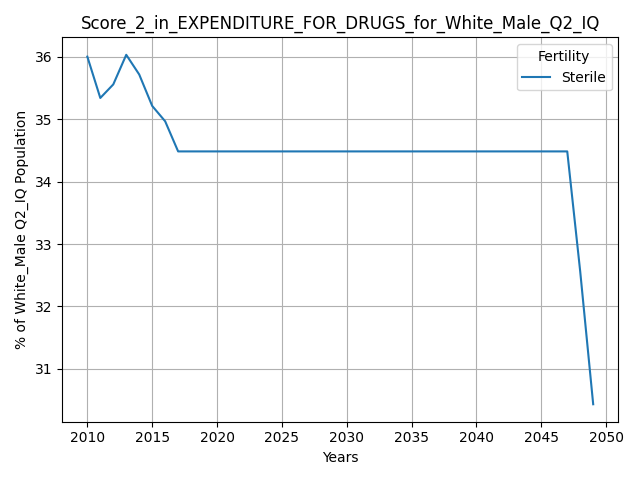 Score_2_in_EXPENDITURE_FOR_DRUGS_for_White_Male_Q2_IQ
Fertility
Sterile
36
35
34
33
32
31
% of White_Male Q2_IQ Population
2010 2015 2020 2025 2030 2035 2040 2045 2050
Years